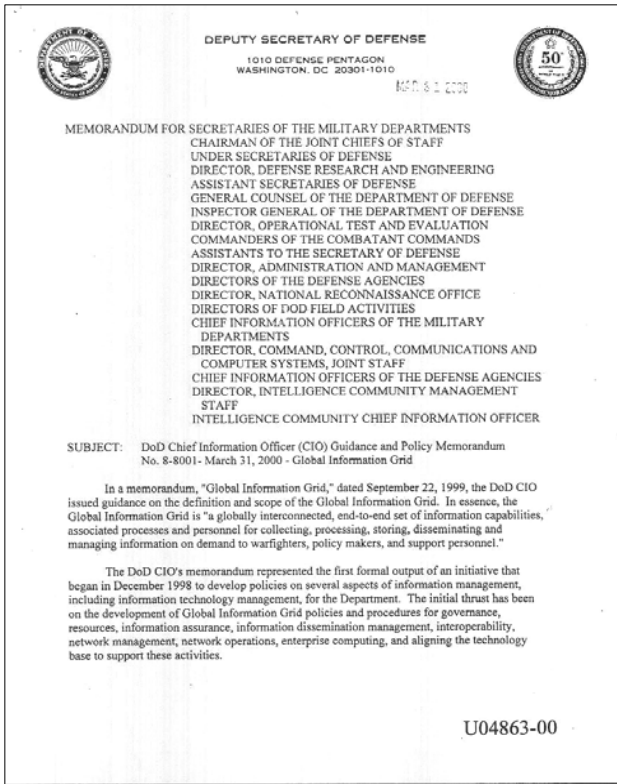 DEPUTY SECRETARY OF DEFENSE
1010 DEFENSE PENTAGON
WASHINGTON, DC 20301-1010
MEMORANDUM FOR SECRETARIES OF THE MILITARY DEPARTMENTS
CHAIRMAN OF THE JOINT CHIEFS OF STAFF
UNDER SECRETARIES OF DEFENSE
DIRECTOR, DEFENSE RESEARCH AND ENGINEERING
ASSISTANT SECRETARIES OF DEFENSE
GENERAL COUNSEL OF THE DEPARTMENT OF DEFENSE
INSPECTOR GENERAL OF THE DEPARTMENT OF DEFENSE
DIRECTOR, OPERATIONAL TEST AND EVALUATION
COMMANDERS OF THE COMBATANT COMMANDS
ASSISTANTS TO THE SECRETARY OF DEFENSE
DIRECTOR, ADMINISTRATION AND MANAGEMENT
DIRECTORS OF THE DEFENSE AGENCIES
DIRECTOR, NATIONAL RECONNAISSANCE OFFICE
DIRECTORS OF DOD FIELD ACTIVITIES
CHIEF INFORMATION OFFICERS OF THE MILITARY
DEPARTMENTS
DIRECTOR, COMMAND, CONTROL, COMMUNICATIONS AND
COMPUTER SYSTEMS, JOINT STAFF
CHIEF INFORMATION OFFICERS OF THE DEFENSE AGENCIES
DIRECTOR, INTELLIGENCE COMMUNITY MANAGEMENT
STAFF
INTELLIGENCE COMMUNITY CHIEF INFORMATION OFFICER
SUBJECT: DoD Chief Information Officer (CIO) Guidance and Policy Memorandum
No. 8-8001- March 31, 2000 - Global Information Grid
In a memorandum, "Global Information Grid," dated September 22, 1999, the DoD CIO
issued guidance on the definition and scope of the Global Information Grid. In essence, the
Global Information Grid is "a globally interconnected, end-to-end set of information capabilities,
associated processes and personnel for collecting, processing, storing, disseminating and
managing information on demand to warfighters, policy makers, and support personnel."
The DoD CIO's memorandum represented the first formal output of an initiative that
began in December 1998 to develop policies on several aspects of information management,
including information technology management, for the Department. The initial thrust has been
on the development of Global Information Grid policies and procedures for governance,
resources, information assurance, information dissemination management, interoperability,
network management, network operations, enterprise computing, and aligning the technology
base to support these activities.
50
U04863-00